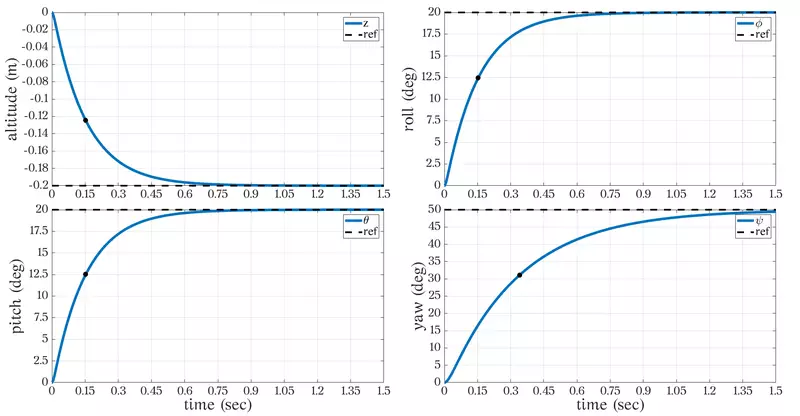 altitude (m)
0
-0.02
-0.04
-0.06
-0.08
-0.1
-0.12
-0.14
-0.16
-0.18
-0.2
0 0.15 0.3 0.45 0.6 0.75 0.9 1.05 1.2 1.35 1.5
z
ref
roll (deg)
20
17.5
15
12.5
10
7.5
5
2.5
0
0 0.15 0.3 0.45 0.6 0.75 0.9 1.05 1.2 1.35 1.5
ϕ
ref
pitch (deg)
20
17.5
15
12.5
10
7.5
5
2.5
0
0 0.15 0.3 0.45 0.6 0.75 0.9 1.05 1.2 1.35 1.5
time (sec)
θ
ref
yaw (deg)
50
45
40
35
30
25
20
15
10
5
0
0 0.15 0.3 0.45 0.6 0.75 0.9 1.05 1.2 1.35 1.5
time (sec)
ψ
ref